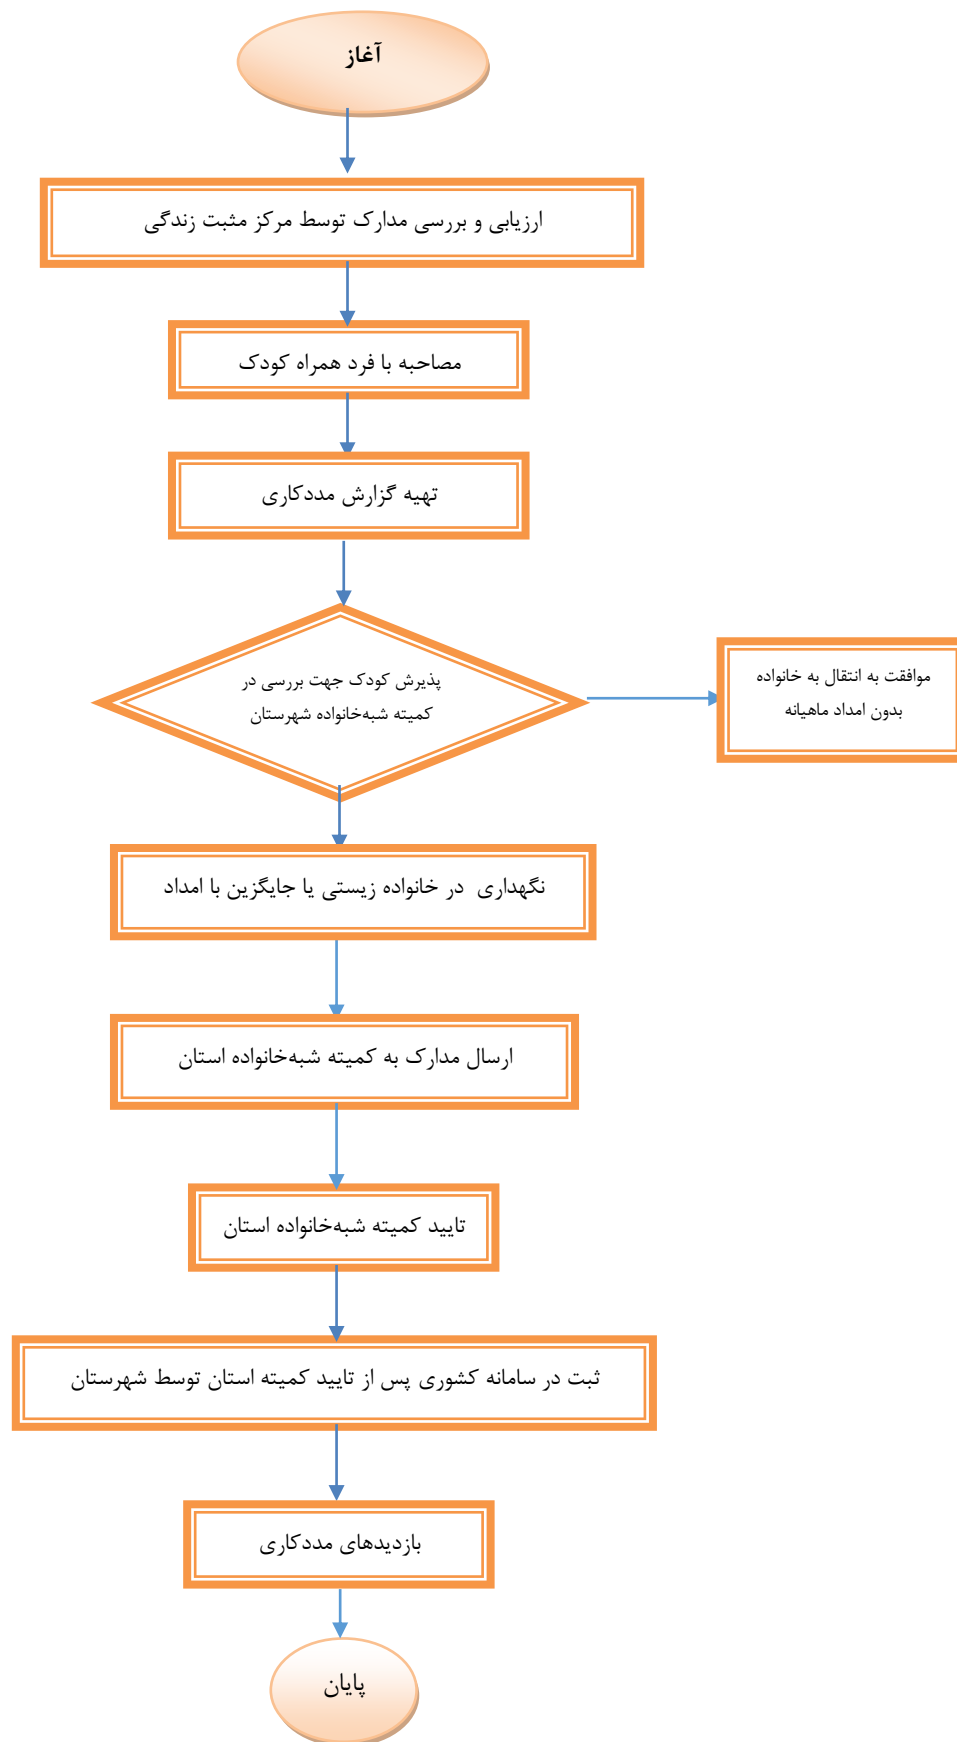 آغاز
ارزیابی و بررسی مدارک توسط مرکز مثبت زندگی
مصاحبه با فرد همراه کودک
تهیه گزارش مددکاری
پذیرش کودک جهت بررسی در
کمیته شبه‌خانواده شهرستان
موافقت به انتقال به خانواده
بدون امداد ماهیانه
نگهداری در خانواده زیستی یا جایگزین با امداد
ارسال مدارک به کمیته شبه‌خانواده استان
تایید کمیته شبه‌خانواده استان
ثبت در سامانه کشوری پس از تایید کمیته استان توسط شهرستان
بازدیدهای مددکاری
پایان